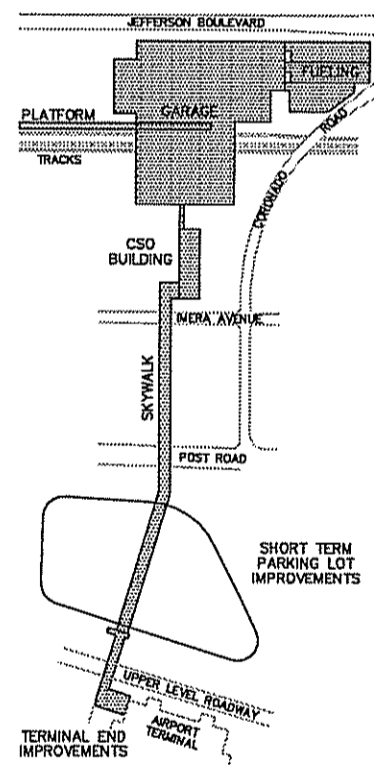 JEFFERSON BOULEVARD
FUELING
GARAGE
PLATFORM
TRACKS
CORONADO ROAD
CSO
BUILDING
IMERA AVENUE
SKYWALK
POST ROAD
SHORT TERM
PARKING LOT
IMPROVEMENTS
UPPER LEVEL ROADWAY
AIRPORT
TERMINAL
TERMINAL END
IMPROVEMENTS